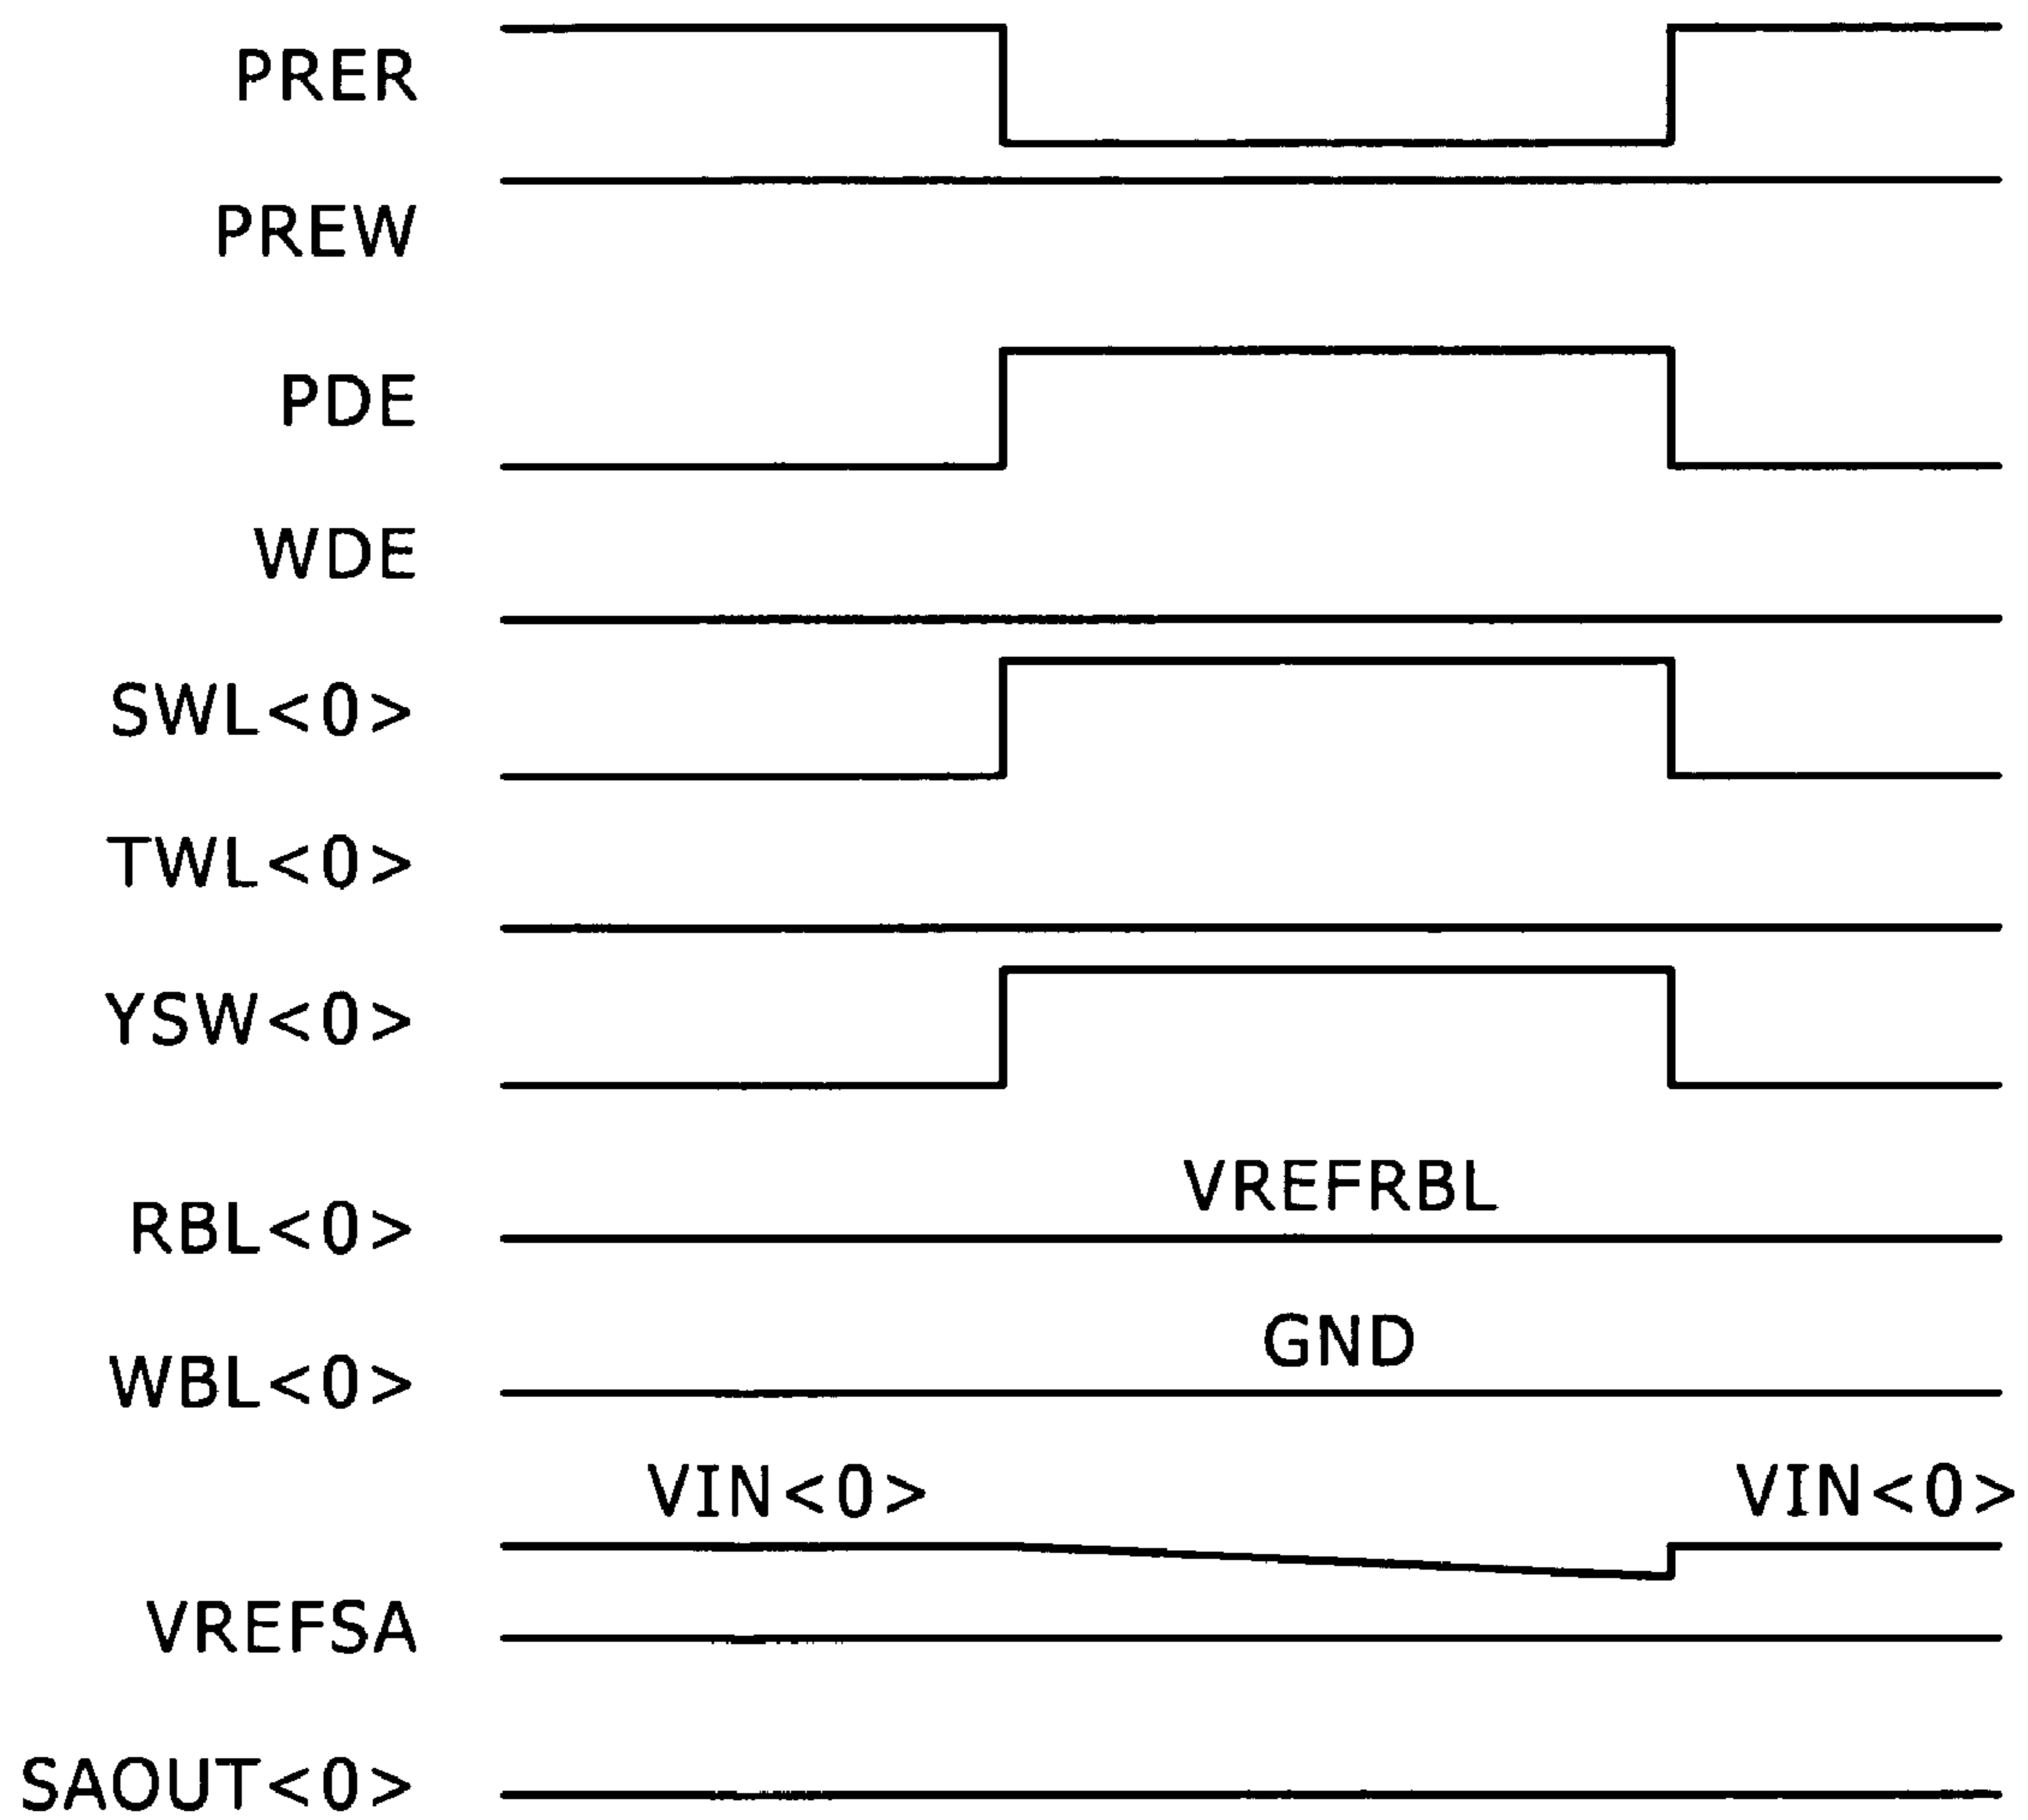 PRER
PREW
PDE
WDE
SWL<0>
TWL<0>
YSW<0>
VREFRBL
RBL<0>
GND
WBL<0>
VIN<0> VIN<0>
VREFSA
SAOUT<0>